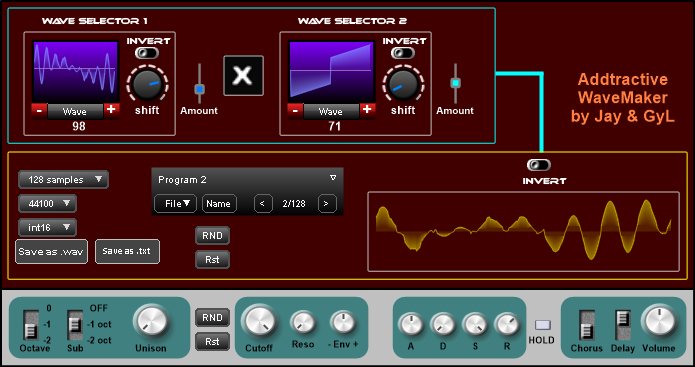 WAVE SELECTOR 1
WAVE SELECTOR 2
INVERT
INVERT
X
- Wave +
98
shift
Amount
- Wave +
71
shift
Amount
Addtractive
WaveMaker
by Jay & GyL
INVERT
128 samples
44100
int16
Save as .wav
Save as .txt
Program 2
File
Name
<
2/128
>
RND
Rst
0
-1
-2
Octave
OFF
-1 oct
-2 oct
Sub
Unison
RND
Rst
Cutoff
Reso
- Env +
A
D
S
R
HOLD
Chorus
Delay
Volume